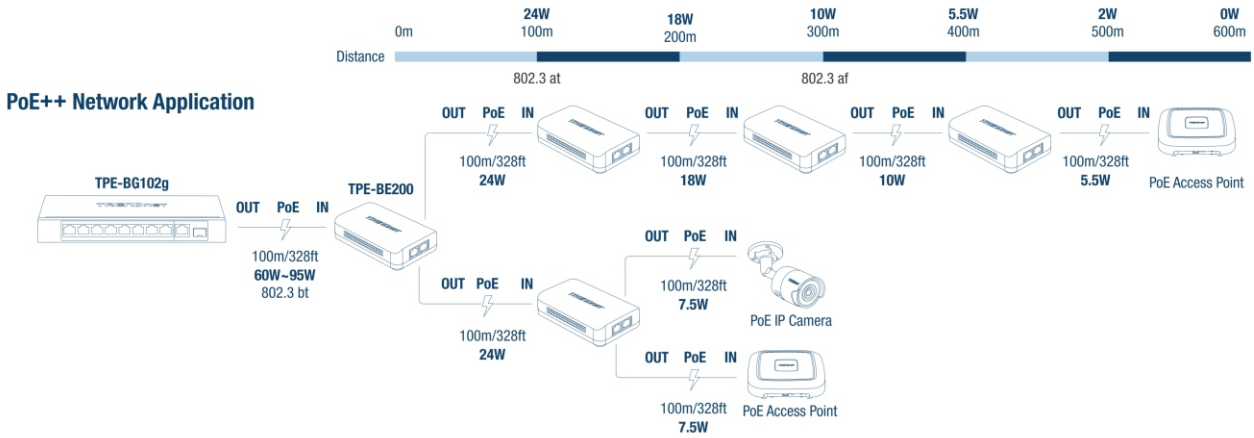 24W 18W 10W 5.5W 2W 0W
0m 100m 200m 300m 400m 500m 600m
Distance
802.3 at 802.3 af
PoE++ Network Application
OUT PoE IN OUT PoE IN OUT PoE IN OUT PoE IN
100m/328ft 100m/328ft 100m/328ft 100m/328ft
24W 18W 10W 5.5W
PoE Access Point
TPE-BG102g
TRENDNET
TPE-BE200
TRENDNET
OUT PoE IN
100m/328ft
60W~95W
802.3 bt
OUT PoE IN
100m/328ft
24W
OUT PoE IN
100m/328ft
7.5W
PoE IP Camera
OUT PoE IN
100m/328ft
7.5W
PoE Access Point